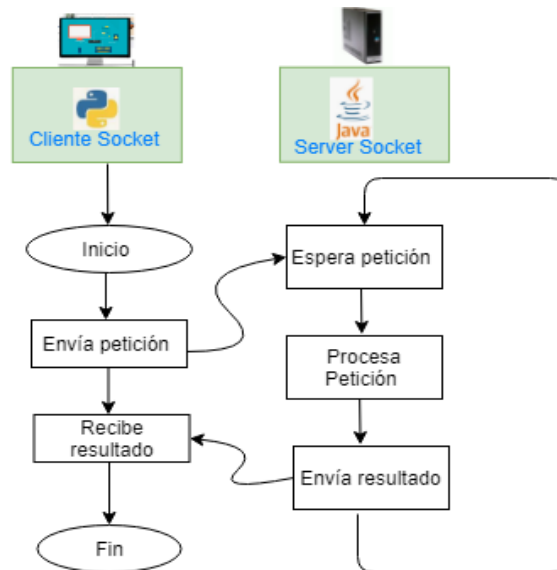 Cliente Socket
Java
Server Socket
Inicio
Espera petición
Envía petición
Procesa
Petición
Recibe
resultado
Envía resultado
Fin